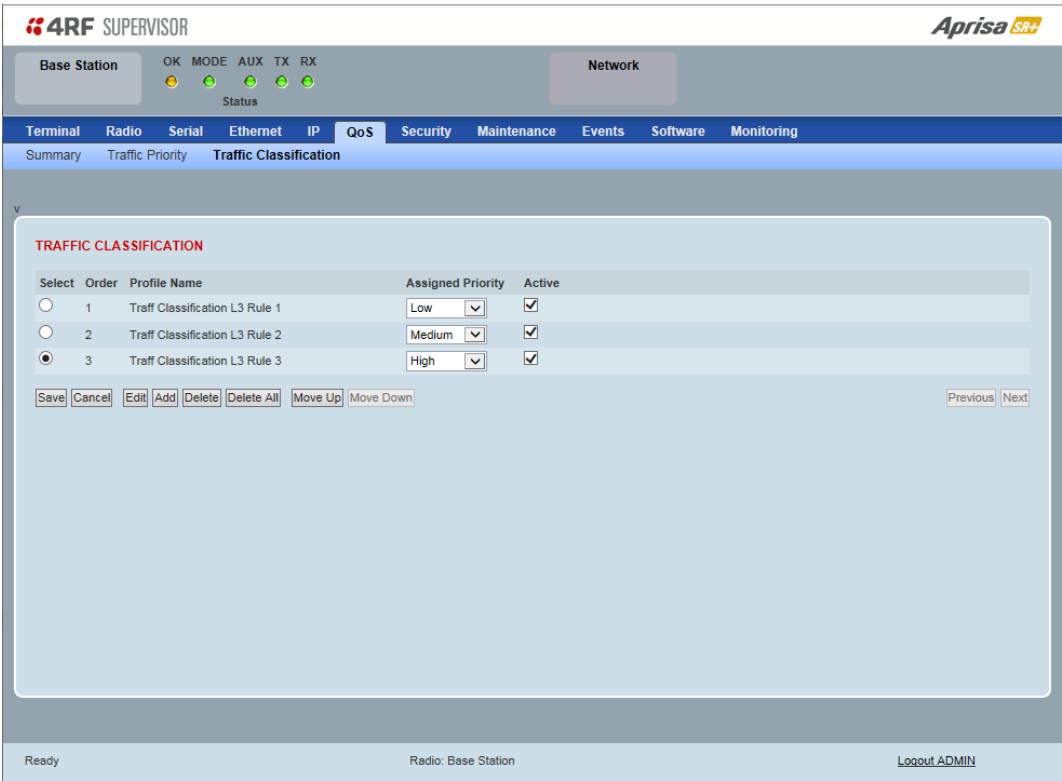 4RF SUPERVISOR
Aprisa SR+
Base Station
OK MODE AUX TX RX
Status
Network
Terminal Radio Serial Ethernet IP QoS Security Maintenance Events Software Monitoring
Summary Traffic Priority Traffic Classification
v
TRAFFIC CLASSIFICATION
Select Order Profile Name Assigned Priority Active
1 Traff Classification L3 Rule 1 Low
2 Traff Classification L3 Rule 2 Medium
3 Traff Classification L3 Rule 3 High
Save Cancel Edit Add Delete Delete All Move Up Move Down Previous Next
Ready Radio: Base Station Logout ADMIN